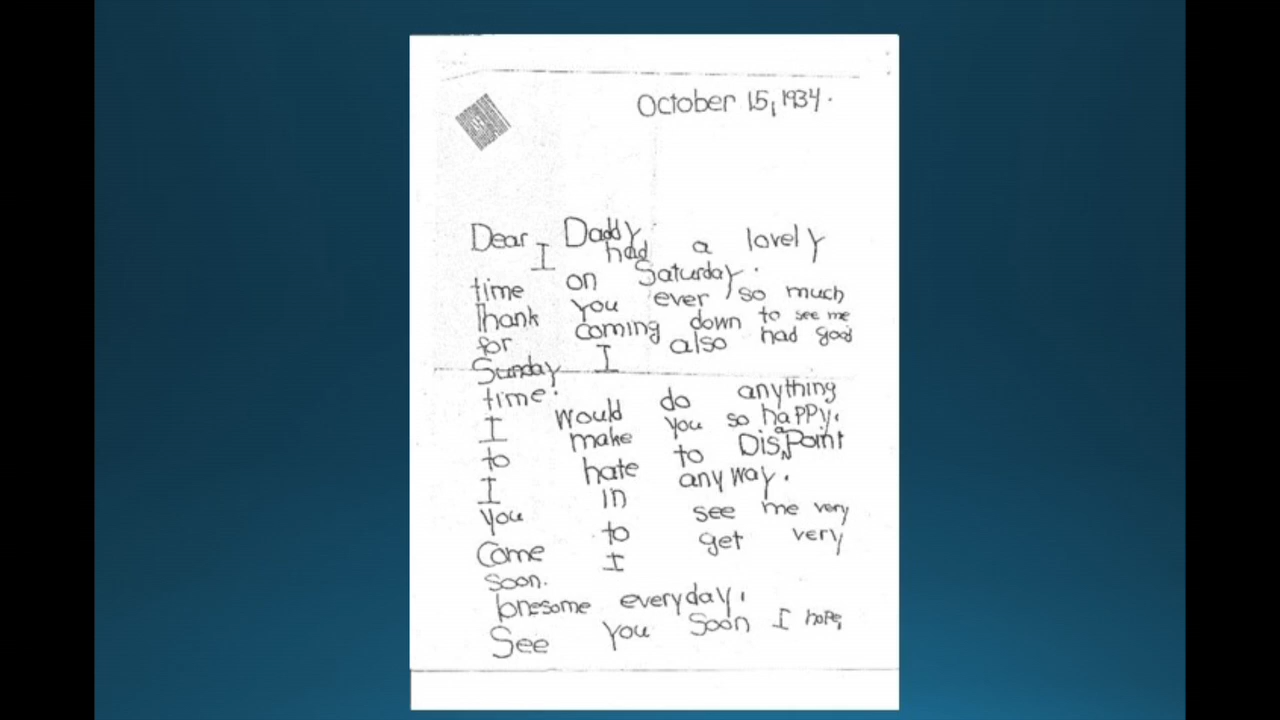 October 15, 1934.
Dear Daddy,
I had a lovely
time on Saturday.
Thank you ever so much
for coming down to see me
Sunday I also had good
time.
I would do anything
to make you so happy.
I hate to DisaPoint
you in any way.
Come to see me very
soon. I get very
lonesome everyday.
See you soon I hope,